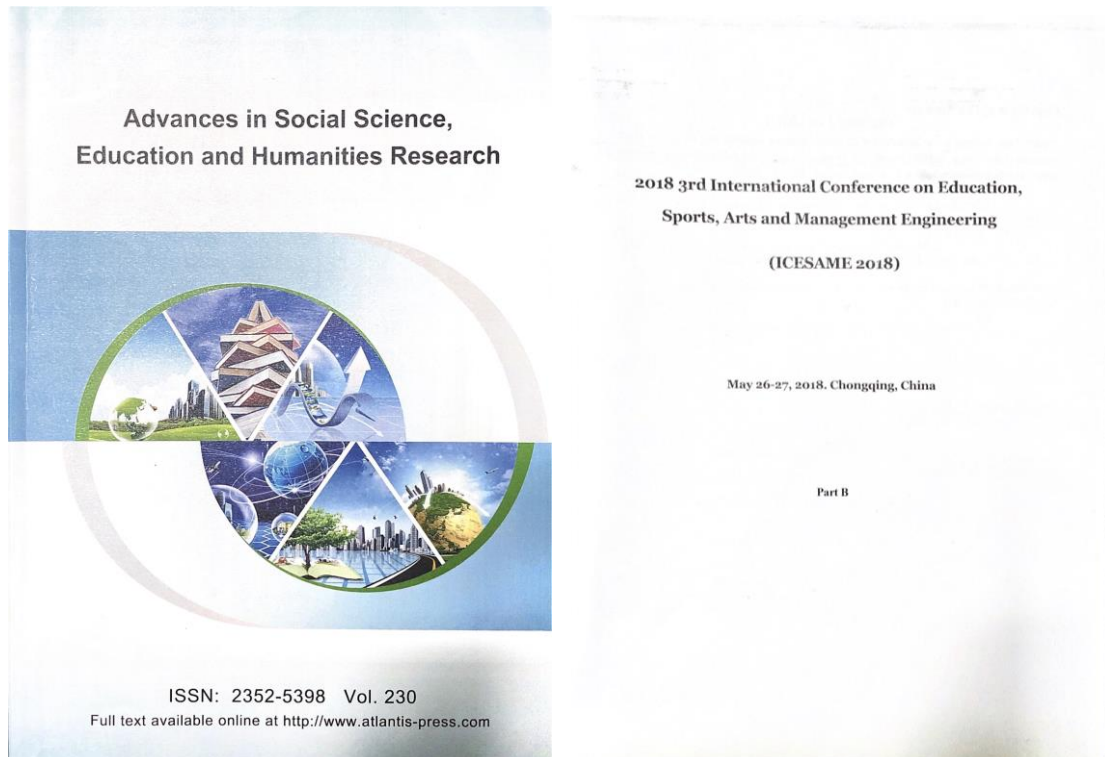 Advances in Social Science,
Education and Humanities Research
ISSN: 2352-5398 Vol. 230
Full text available online at http://www.atlantis-press.com
2018 3rd International Conference on Education,
Sports, Arts and Management Engineering
(ICESAME 2018)
May 26-27, 2018. Chongqing, China
Part B